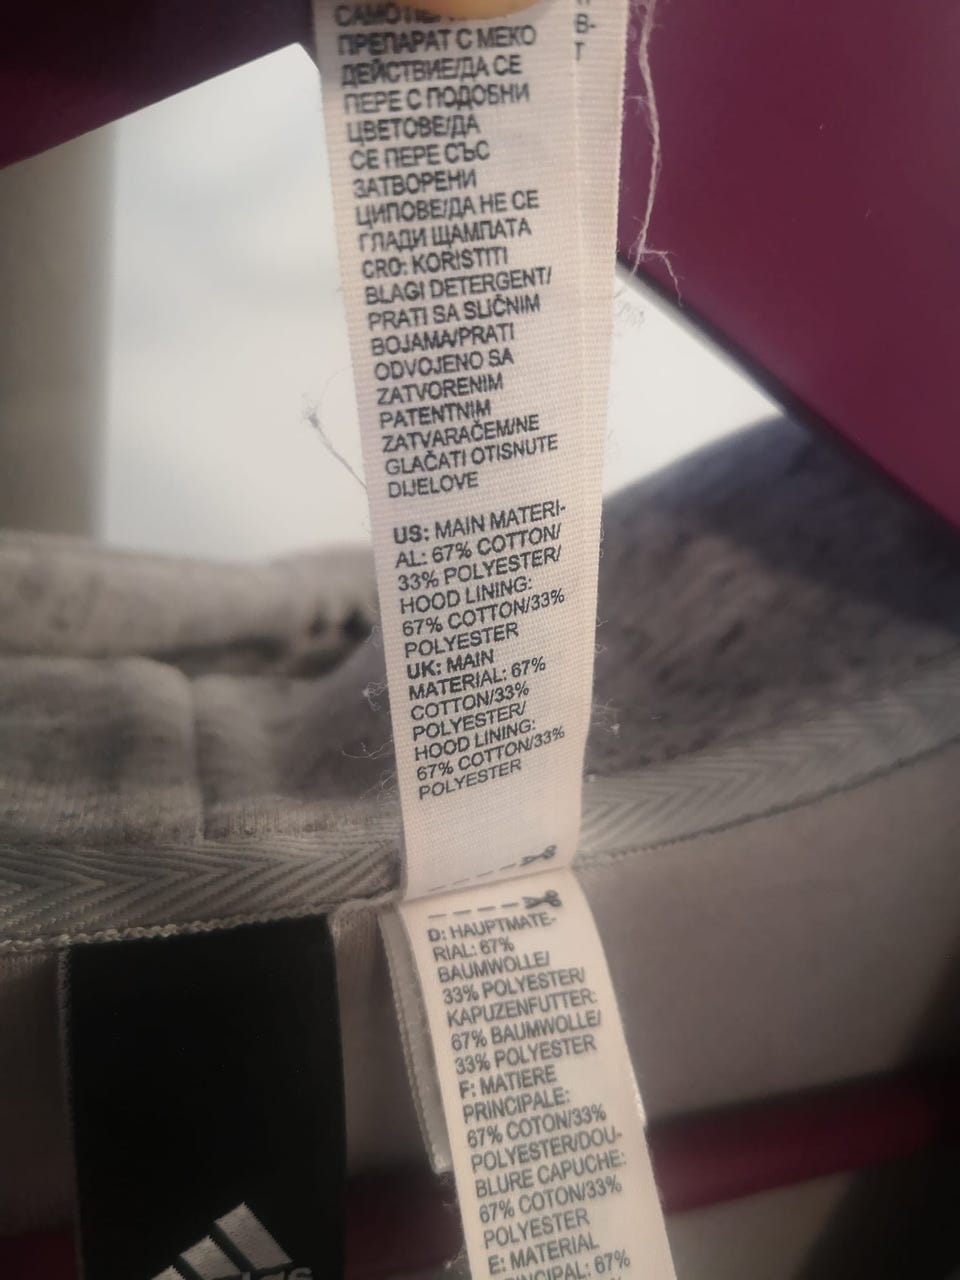 ПРЕПАРАТ С МЕКО
ДЕЙСТВИЕ/ДА СЕ
ПЕРЕ С ПОДОБНИ
ЦВЕТОВЕ/ДА
СЕ ПЕРЕ СЪС
ЗАТВОРЕНИ
ЦИПОВЕ/ДА НЕ СЕ
ГЛАДИ ЩАМПАТА
CRO: KORISTITI
BLAGI DETERGENT/
PRATI SA SLIČNIM
BOJAMA/PRATI
ODVOJENO SA
ZATVORENIM
PATENTNIM
ZATVARAČEM/NE
GLAČATI OTISNUTE
DIJELOVE
US: MAIN MATERI-
AL: 67% COTTON/
33% POLYESTER/
HOOD LINING:
67% COTTON/33%
POLYESTER
UK: MAIN
MATERIAL: 67%
COTTON/33%
POLYESTER/
HOOD LINING:
67% COTTON/33%
POLYESTER
D: HAUPTMATE-
RIAL: 67%
BAUMWOLLE/
33% POLYESTER/
KAPUZENFUTTER:
67% BAUMWOLLE/
33% POLYESTER
F: MATIERE
PRINCIPALE:
67% COTON/33%
POLYESTER/DOU-
BLURE CAPUCHE:
67% COTON/33%
POLYESTER
E: MATERIAL
67%
В-
Г